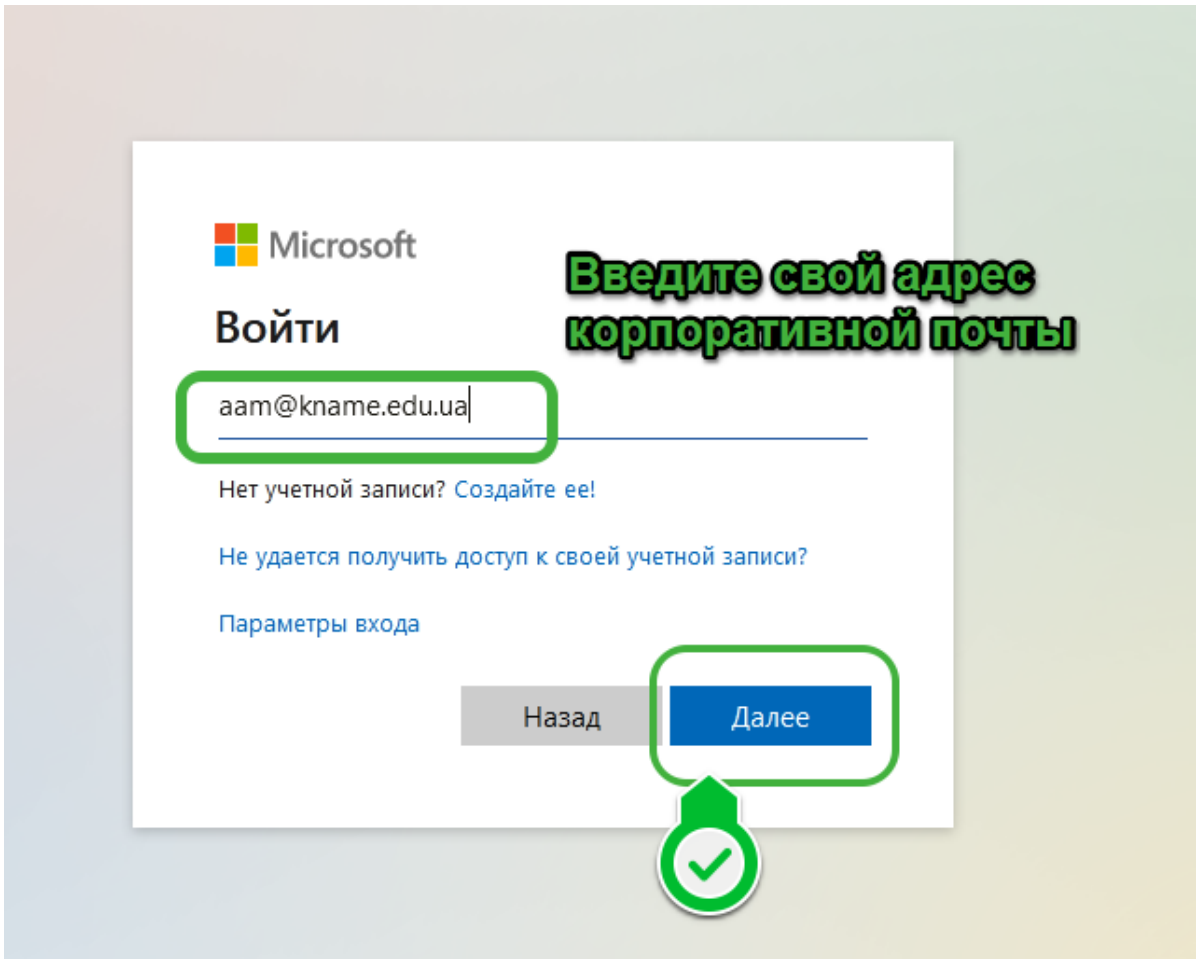 Microsoft
Введите свой адрес
корпоративной почты
Войти
aam@kname.edu.ua
Нет учетной записи? Создайте ее!
Не удается получить доступ к своей учетной записи?
Параметры входа
Назад Далее